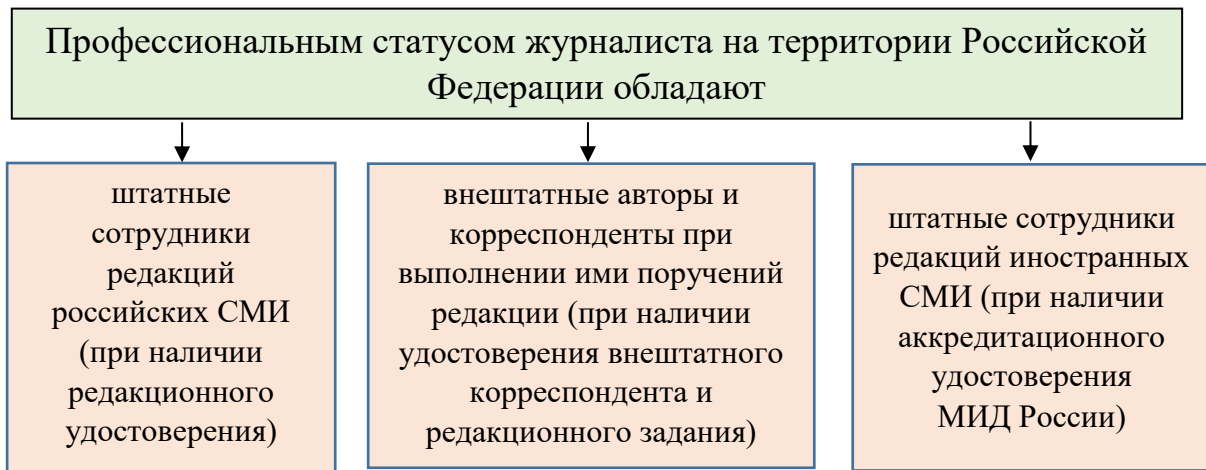 Профессиональным статусом журналиста на территории Российской
Федерации обладают
штатные
сотрудники
редакций
российских СМИ
(при наличии
редакционного
удостоверения)
внештатные авторы и
корреспонденты при
выполнении ими поручений
редакции (при наличии
удостоверения внештатного
корреспондента и
редакционного задания)
штатные сотрудники
редакций иностранных
СМИ (при наличии
аккредитационного
удостоверения
МИД России)